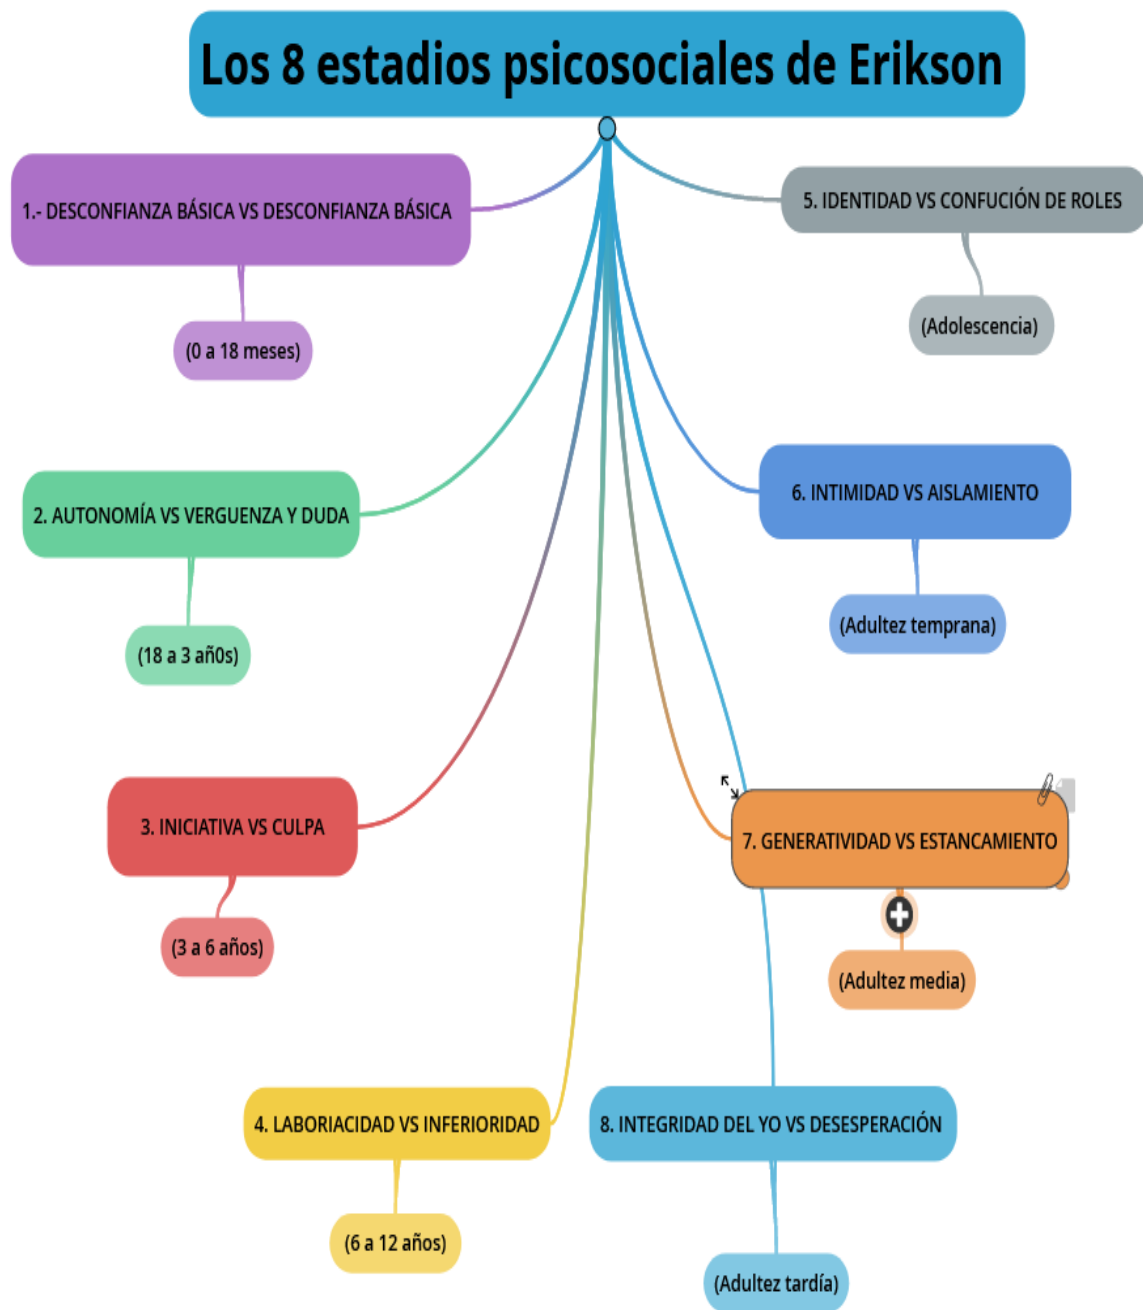 Los 8 estadios psicosociales de Erikson
1.- DESCONFIANZA BÁSICA VS DESCONFIANZA BÁSICA
(0 a 18 meses)
2. AUTONOMÍA VS VERGUENZA Y DUDA
(18 a 3 añ0s)
3. INICIATIVA VS CULPA
(3 a 6 años)
4. LABORIACIDAD VS INFERIORIDAD
(6 a 12 años)
5. IDENTIDAD VS CONFUCIÓN DE ROLES
(Adolescencia)
6. INTIMIDAD VS AISLAMIENTO
(Adultez temprana)
7. GENERATIVIDAD VS ESTANCAMIENTO
(Adultez media)
8. INTEGRIDAD DEL YO VS DESESPERACIÓN
(Adultez tardía)